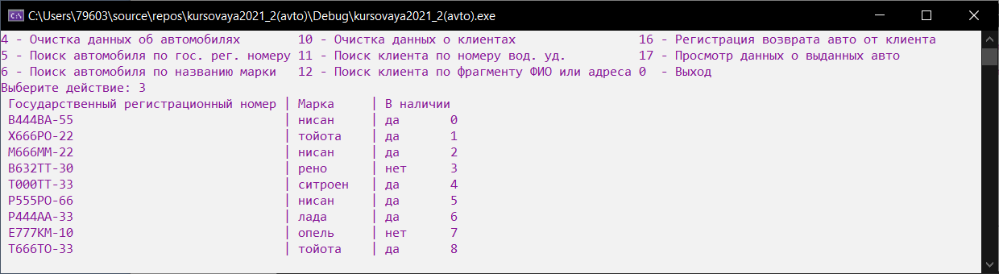 C:\Users\79603\source\repos\kursovaya2021_2(avto)\Debug\kursovaya2021_2(avto).exe
4 - Очистка данных об автомобилях 10 - Очистка данных о клиентах 16 - Регистрация возврата авто от клиента
5 - Поиск автомобиля по гос. рег. номеру 11 - Поиск клиента по номеру вод. уд. 17 - Просмотр данных о выданных авто
6 - Поиск автомобиля по названию марки 12 - Поиск клиента по фрагменту ФИО или адреса 0 - Выход
Выберите действие: 3
Государственный регистрационный номер | Марка | В наличии
В444ВА-55 | нисан | да 0
Х666РО-22 | тойота | да 1
М666ММ-22 | нисан | да 2
В632ТТ-30 | рено | нет 3
Т000ТТ-33 | ситроен | да 4
Р555РО-66 | нисан | да 5
Р444АА-33 | лада | да 6
Е777КМ-10 | опель | нет 7
Т666ТО-33 | тойота | да 8